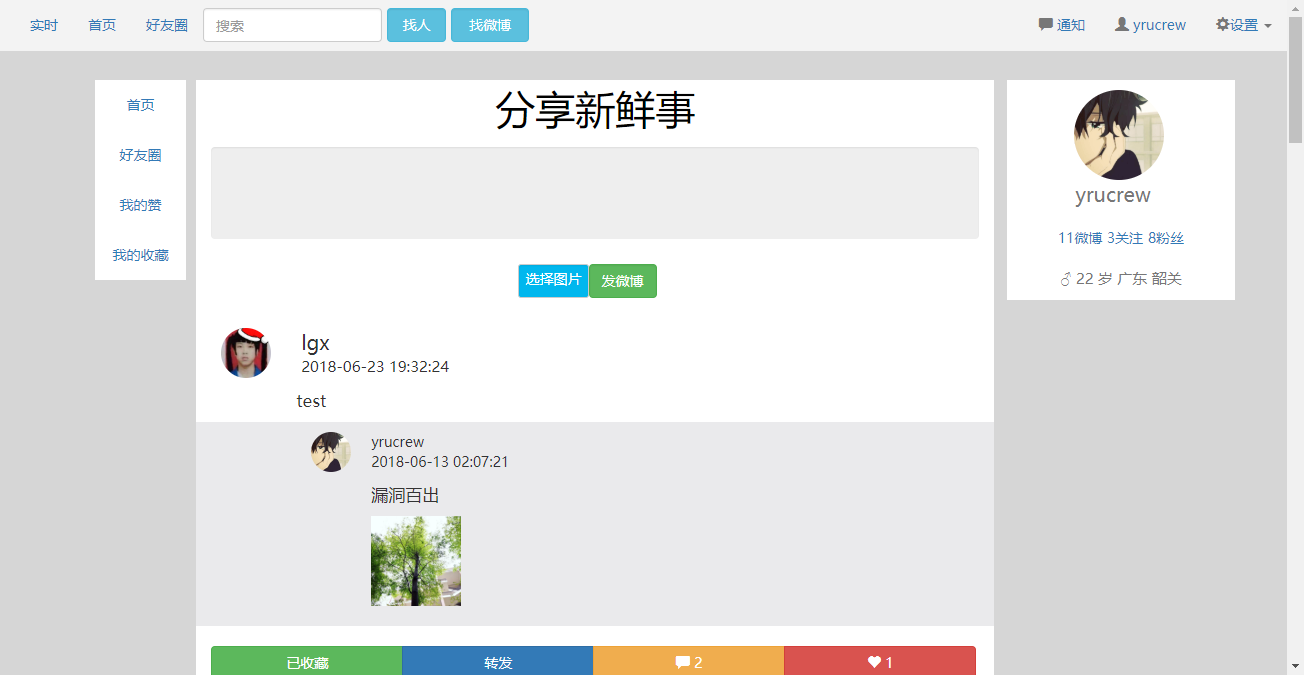 实时 首页 好友圈 搜索 找人 找微博 通知 yrucrew 设置
首页
好友圈
我的赞
我的收藏
分享新鲜事
选择图片 发微博
lgx
2018-06-23 19:32:24
test
yrucrew
2018-06-13 02:07:21
漏洞百出
已收藏 转发 2 1
yrucrew
11微博 3关注 8粉丝
♂ 22 岁 广东 韶关